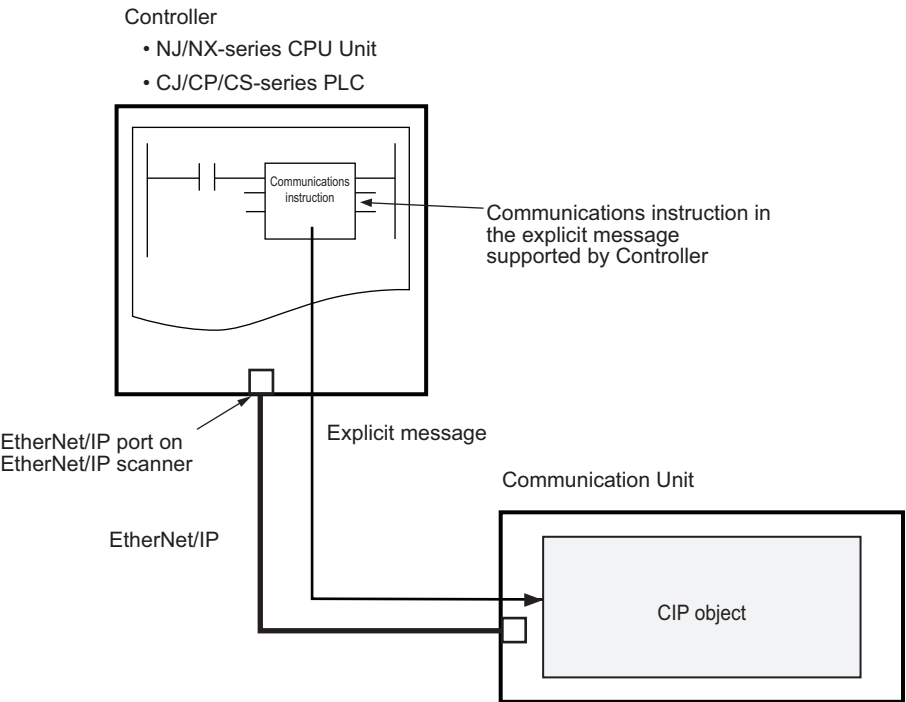 Controller
• NJ/NX-series CPU Unit
• CJ/CP/CS-series PLC
Communications
instruction
Communications instruction in
the explicit message
supported by Controller
EtherNet/IP port on
EtherNet/IP scanner
Explicit message
Communication Unit
EtherNet/IP
CIP object